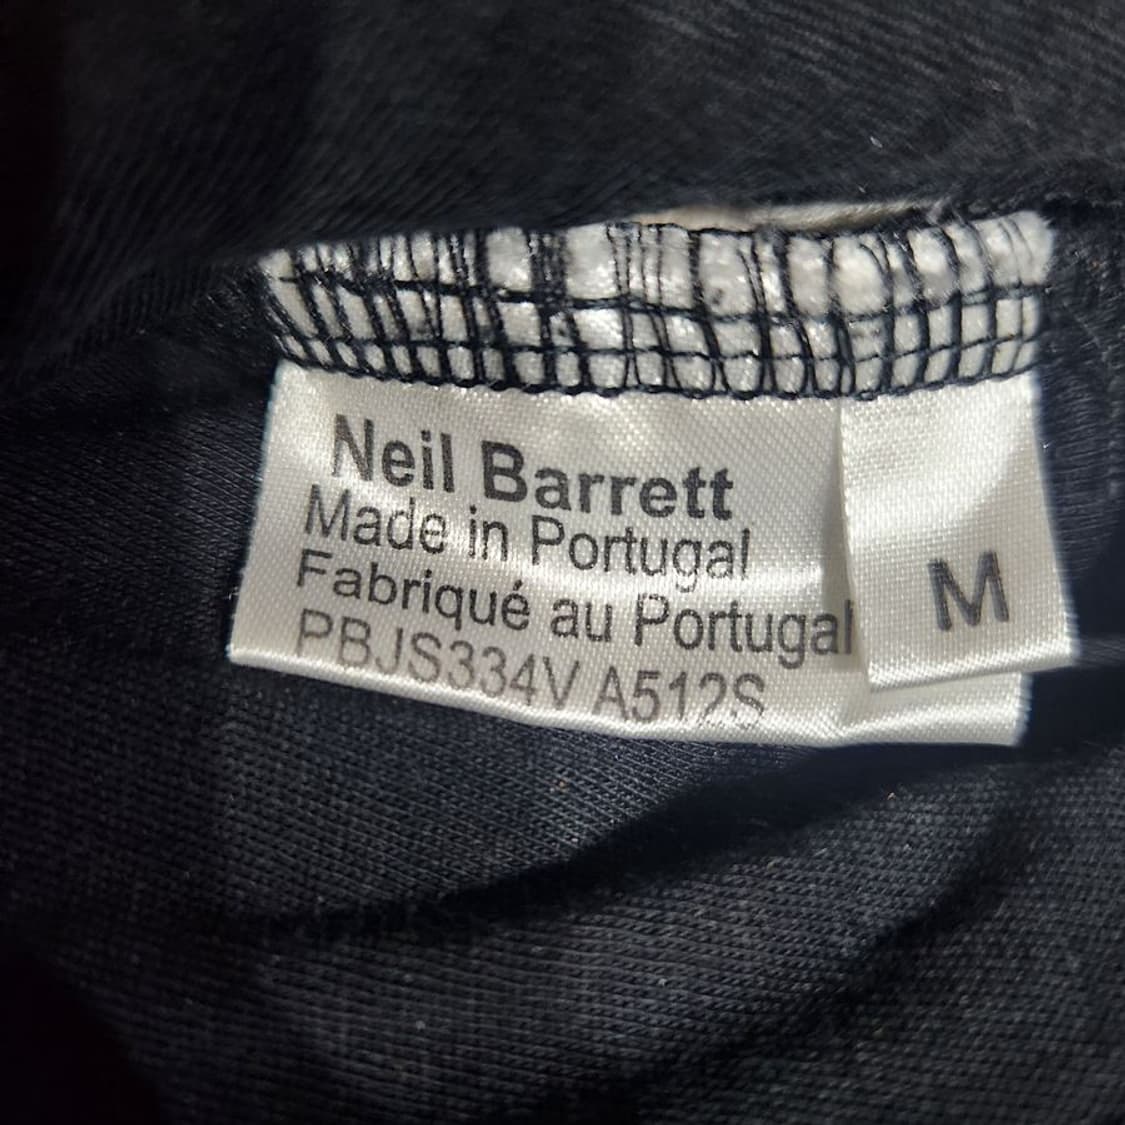 Neil Barrett
Made in Portugal
Fabriqué au Portugal
PBJS334V A512S
M